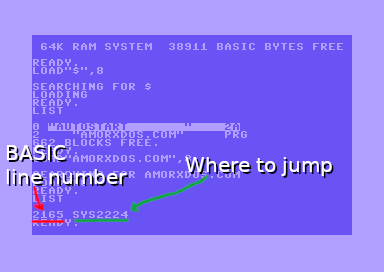 64K RAM SYSTEM  38911 BASIC BYTES FREE
READY.
LOAD"$",8
SEARCHING FOR $
LOADING
READY.
LIST
0 "AUTOSTART        " 2A
2     "AMORXDOS.COM"     PRG
662 BLOCKS FREE.
BASIC
"AMORXDOS.COM",
Where to jump
line number
FOR AMORXDOS.COM
READY.
LIST
2165 SYS2224
READY.